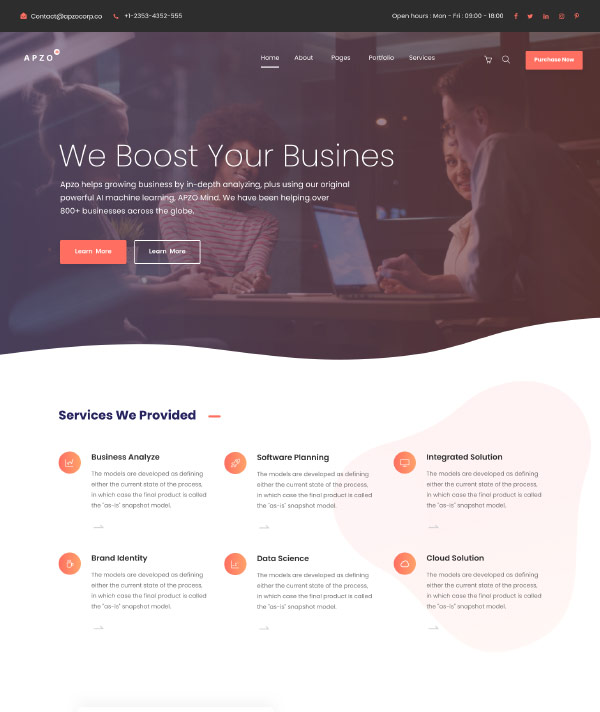 Contact@apzocorp.co
+1-2353-4352-555
Open hours : Mon - Fri : 09:00 - 18:00
APZO
Home
About
Pages
Portfolio
Services
Purchase Now
We Boost Your Busines
Apzo helps growing business by in-depth analyzing, plus using our original
powerful AI machine learning, APZO Mind. We have been helping over
800+ businesses across the globe.
Learn More
Learn More
Services We Provided
Business Analyze
The models are developed as defining
either the current state of the process,
in which case the final product is called
the "as-is" snapshot model.
Software Planning
The models are developed as defining
either the current state of the process,
in which case the final product is called
the "as-is" snapshot model.
Integrated Solution
The models are developed as defining
either the current state of the process,
in which case the final product is called
the "as-is" snapshot model.
Brand Identity
The models are developed as defining
either the current state of the process,
in which case the final product is called
the "as-is" snapshot model.
Data Science
The models are developed as defining
either the current state of the process,
in which case the final product is called
the "as-is" snapshot model.
Cloud Solution
The models are developed as defining
either the current state of the process,
in which case the final product is called
the "as-is" snapshot model.